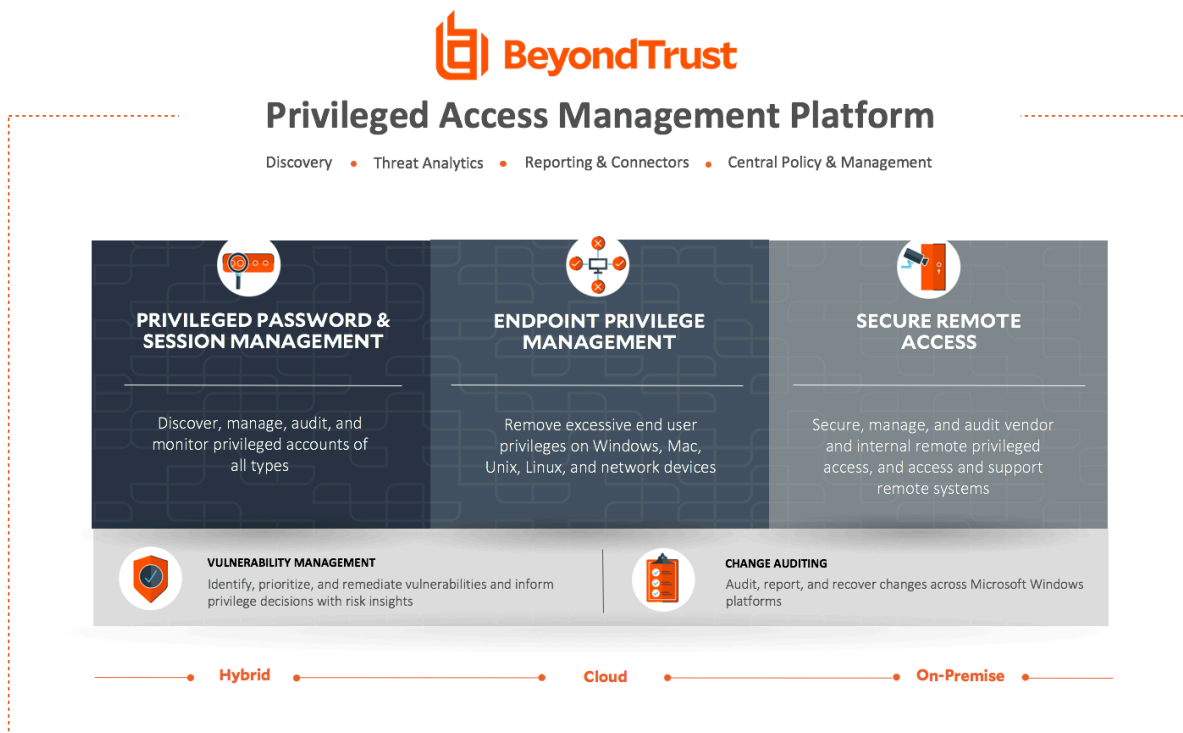 BeyondTrust
Privileged Access Management Platform
Discovery • Threat Analytics • Reporting & Connectors • Central Policy & Management
PRIVILEGED PASSWORD &
SESSION MANAGEMENT
Discover, manage, audit, and
monitor privileged accounts of
all types
ENDPOINT PRIVILEGE
MANAGEMENT
Remove excessive end user
privileges on Windows, Mac,
Unix, Linux, and network devices
SECURE REMOTE
ACCESS
Secure, manage, and audit vendor
and internal remote privileged
access, and access and support
remote systems
VULNERABILITY MANAGEMENT
Identify, prioritize, and remediate vulnerabilities and inform
privilege decisions with risk insights
CHANGE AUDITING
Audit, report, and recover changes across Microsoft Windows
platforms
Hybrid
Cloud
On-Premise